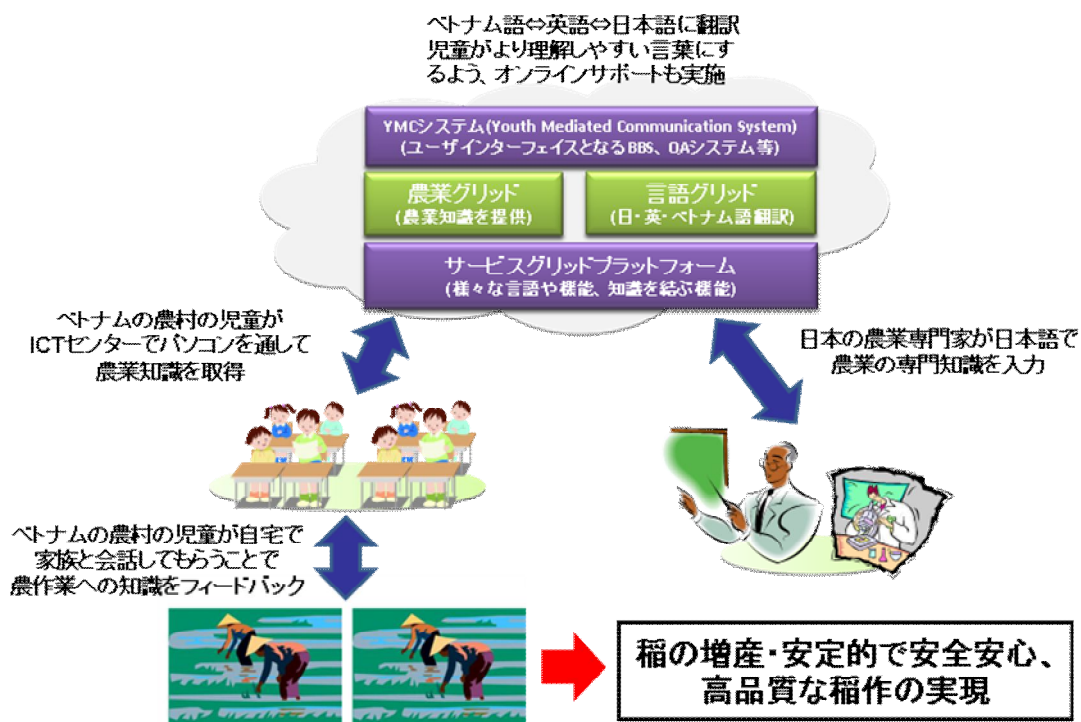 ベトナム語⇔英語⇔日本語に翻訳
児童がより理解しやすい言葉にす
るよう、オンラインサポートも実施
YMCシステム(Youth Mediated Communication System)
(ユーザインターフェイスとなるBBS、QAシステム等)
農業グリッド
(農業知識を提供)
言語グリッド
(日・英・ベトナム語翻訳)
サービスグリッドプラットフォーム
(様々な言語や機能、知識を結ぶ機能)
ベトナムの農村の児童が
ICTセンターでパソコンを通して
農業知識を取得
日本の農業専門家が日本語で
農業の専門知識を入力
ベトナムの農村の児童が自宅で
家族と会話してもらうことで
農作業への知識をフィードバック
稲の増産・安定的で安全安心、
高品質な稲作の実現